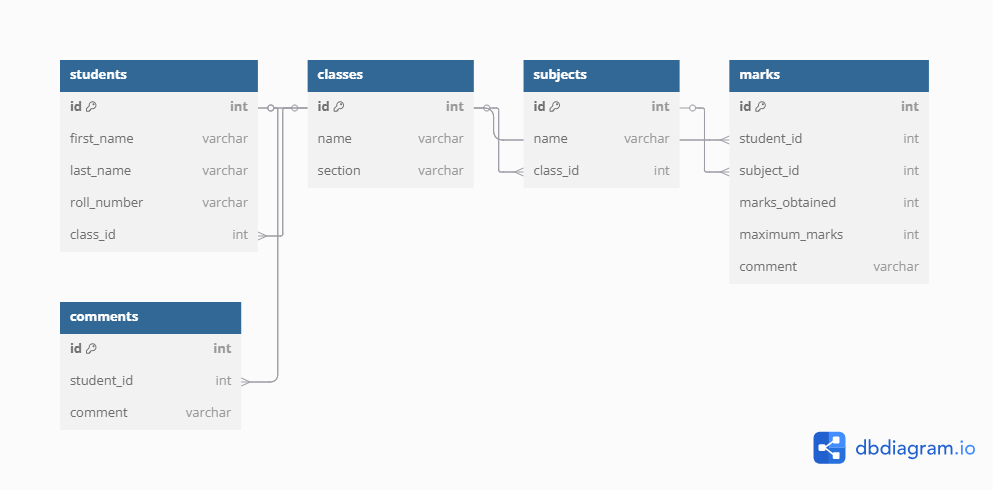 students
id int
first_name varchar
last_name varchar
roll_number varchar
class_id int
classes
id int
name varchar
section varchar
subjects
id int
name varchar
class_id int
marks
id int
student_id int
subject_id int
marks_obtained int
maximum_marks int
comment varchar
comments
id int
student_id int
comment varchar
dbdiagram.io